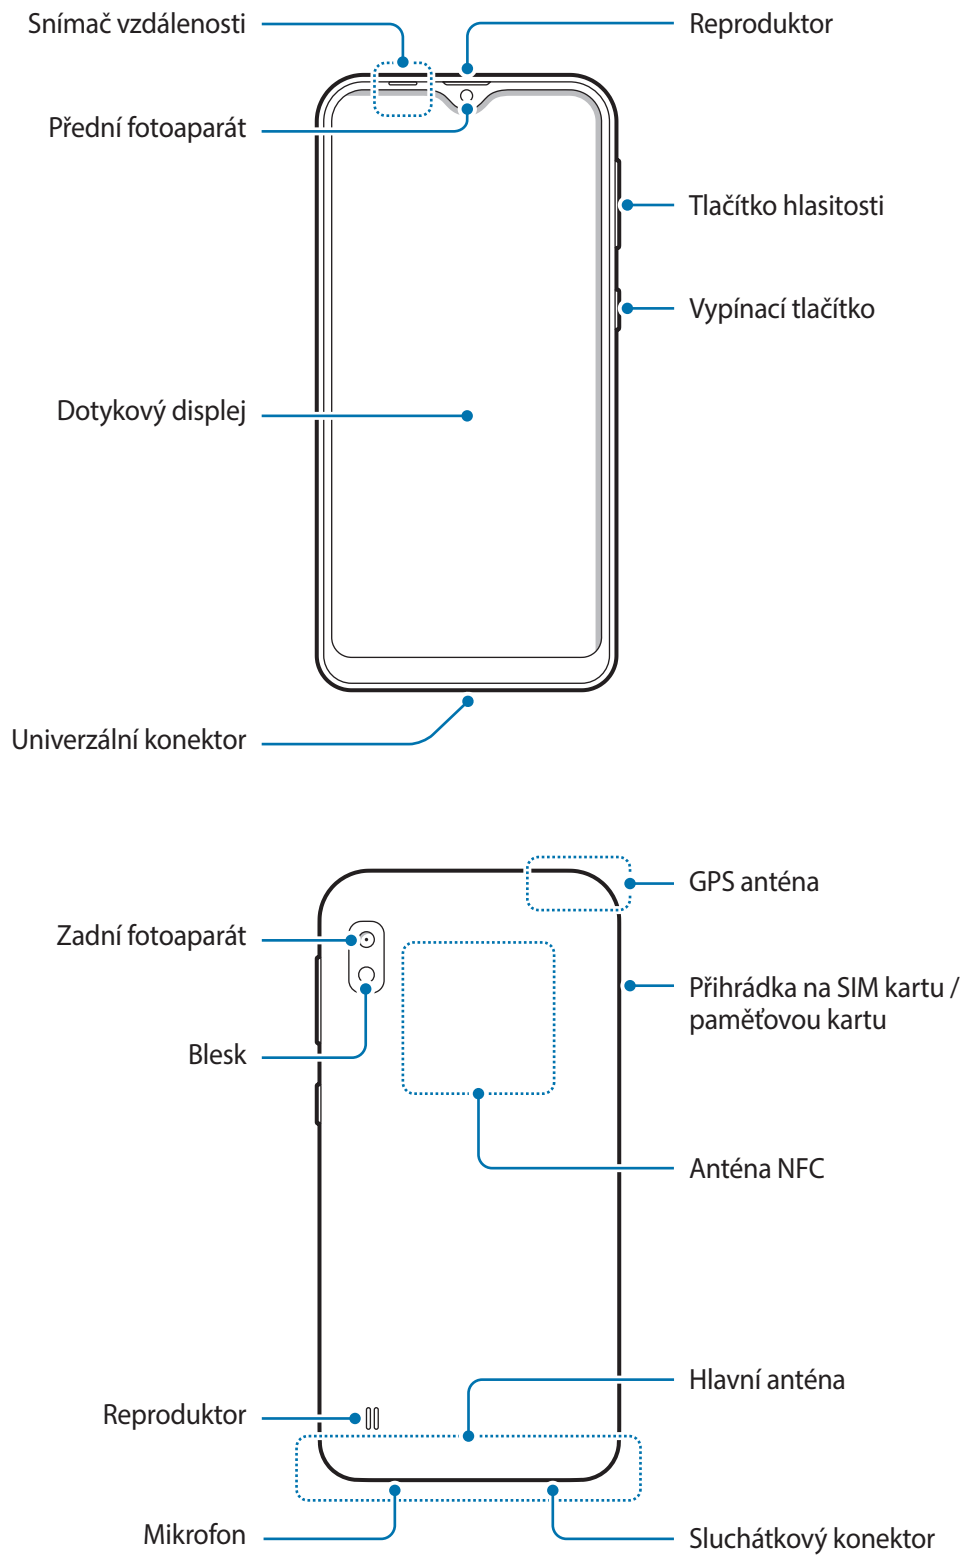 Snímač vzdálenosti
Reproduktor
Přední fotoaparát
Tlačítko hlasitosti
Vypínací tlačítko
Dotykový displej
Univerzální konektor
GPS anténa
Zadní fotoaparát
Přihrádka na SIM kartu /
paměťovou kartu
Blesk
Anténa NFC
Hlavní anténa
Reproduktor
Mikrofon
Sluchátkový konektor